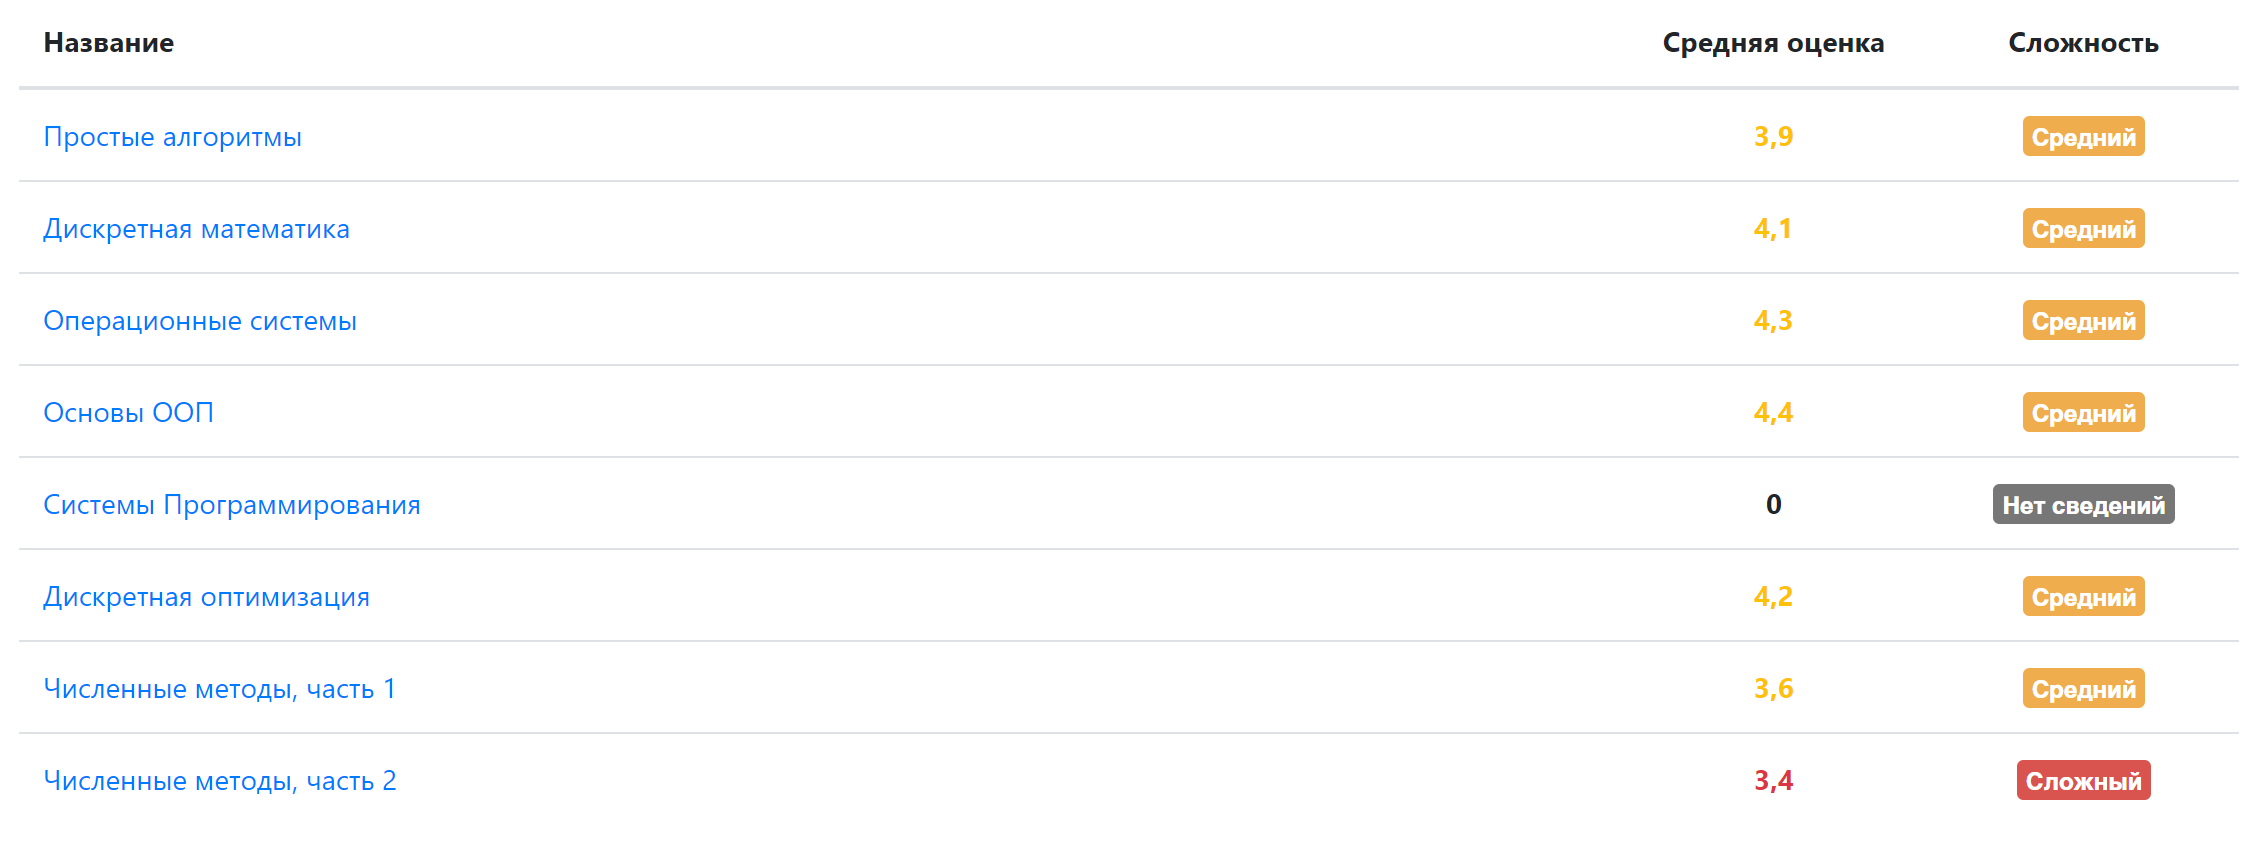 Название Средняя оценка Сложность
Простые алгоритмы 3,9 Средний
Дискретная математика 4,1 Средний
Операционные системы 4,3 Средний
Основы ООП 4,4 Средний
Системы Программирования 0 Нет сведений
Дискретная оптимизация 4,2 Средний
Численные методы, часть 1 3,6 Средний
Численные методы, часть 2 3,4 Сложный